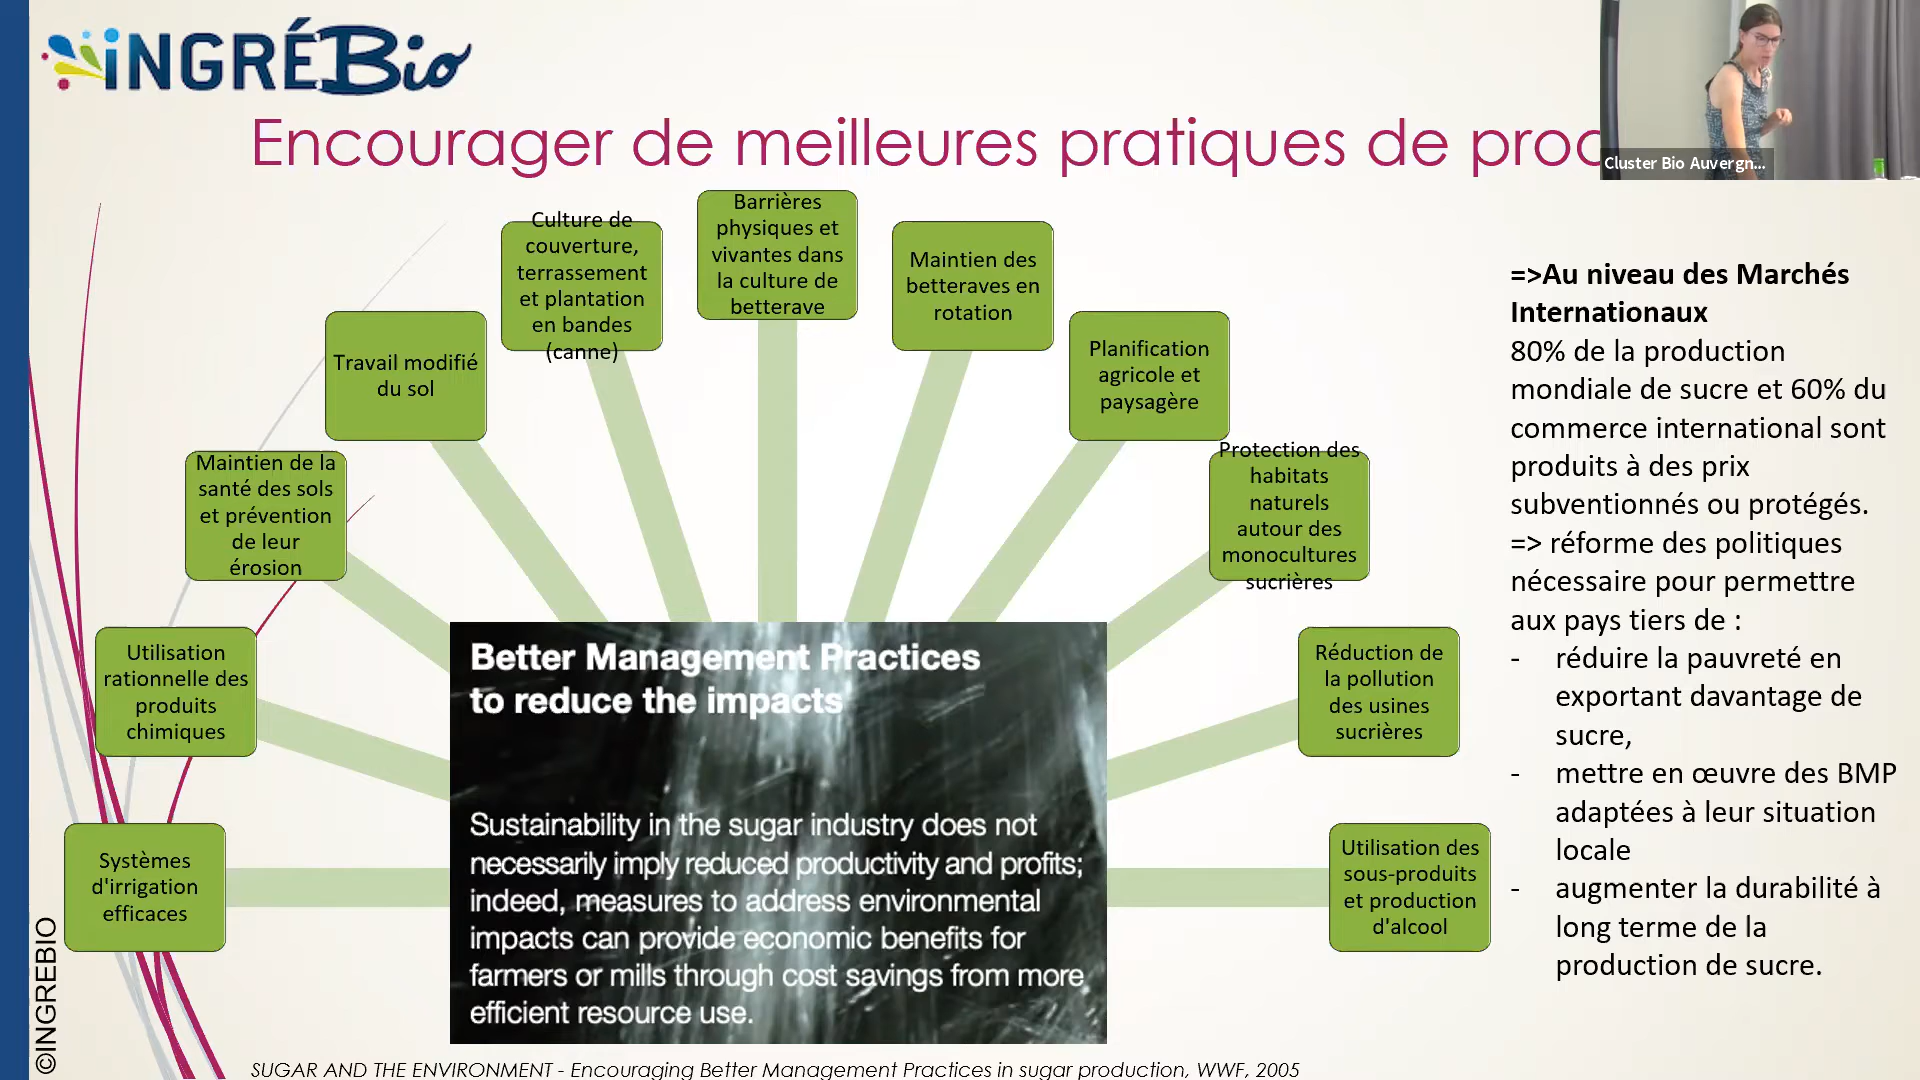 iNGRÉBio
Encourager de meilleures pratiques de
Cluster Bio Auvergn...
Systèmes
d'irrigation
efficaces
Utilisation
rationnelle des
produits
chimiques
Maintien de la
santé des sols
et prévention
de leur
érosion
Travail modifié
du sol
Culture de
couverture,
terrassement
et plantation
en bandes
(canne)
Barrières
physiques et
vivantes dans
la culture de
betterave
Maintien des
betteraves en
rotation
Planification
agricole et
paysagère
Protection des
habitats
naturels
autour des
monocultures
sucrières
Réduction de
la pollution
des usines
sucrières
Utilisation des
sous-produits
et production
d'alcool
Better Management Practices
to reduce the impacts
Sustainability in the sugar industry does not
necessarily imply reduced productivity and profits;
indeed, measures to address environmental
impacts can provide economic benefits for
farmers or mills through cost savings from more
efficient resource use.
=>Au niveau des Marchés
Internationaux
80% de la production
mondiale de sucre et 60% du
commerce international sont
produits à des prix
subventionnés ou protégés.
=> réforme des politiques
nécessaire pour permettre
aux pays tiers de :
- réduire la pauvreté en
exportant davantage de
sucre,
- mettre en œuvre des BMP
adaptées à leur situation
locale
- augmenter la durabilité à
long terme de la
production de sucre.
©INGREBIO
SUGAR AND THE ENVIRONMENT - Encouraging Better Management Practices in sugar production, WWF, 2005